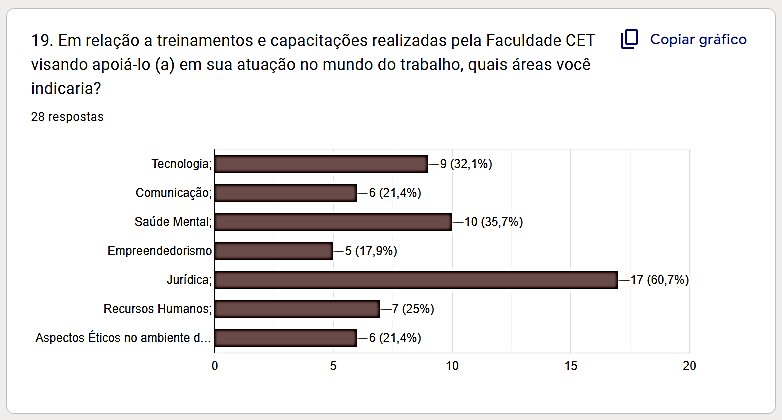 19. Em relação a treinamentos e capacitações realizadas pela Faculdade CET
visando apoiá-lo (a) em sua atuação no mundo do trabalho, quais áreas você
indicaria?
Copiar gráfico
28 respostas
Tecnologia; 9 (32,1%)
Comunicação; 6 (21,4%)
Saúde Mental; 10 (35,7%)
Empreendedorismo 5 (17,9%)
Jurídica; 17 (60,7%)
Recursos Humanos; 7 (25%)
Aspectos Éticos no ambiente d... 6 (21,4%)
0 5 10 15 20